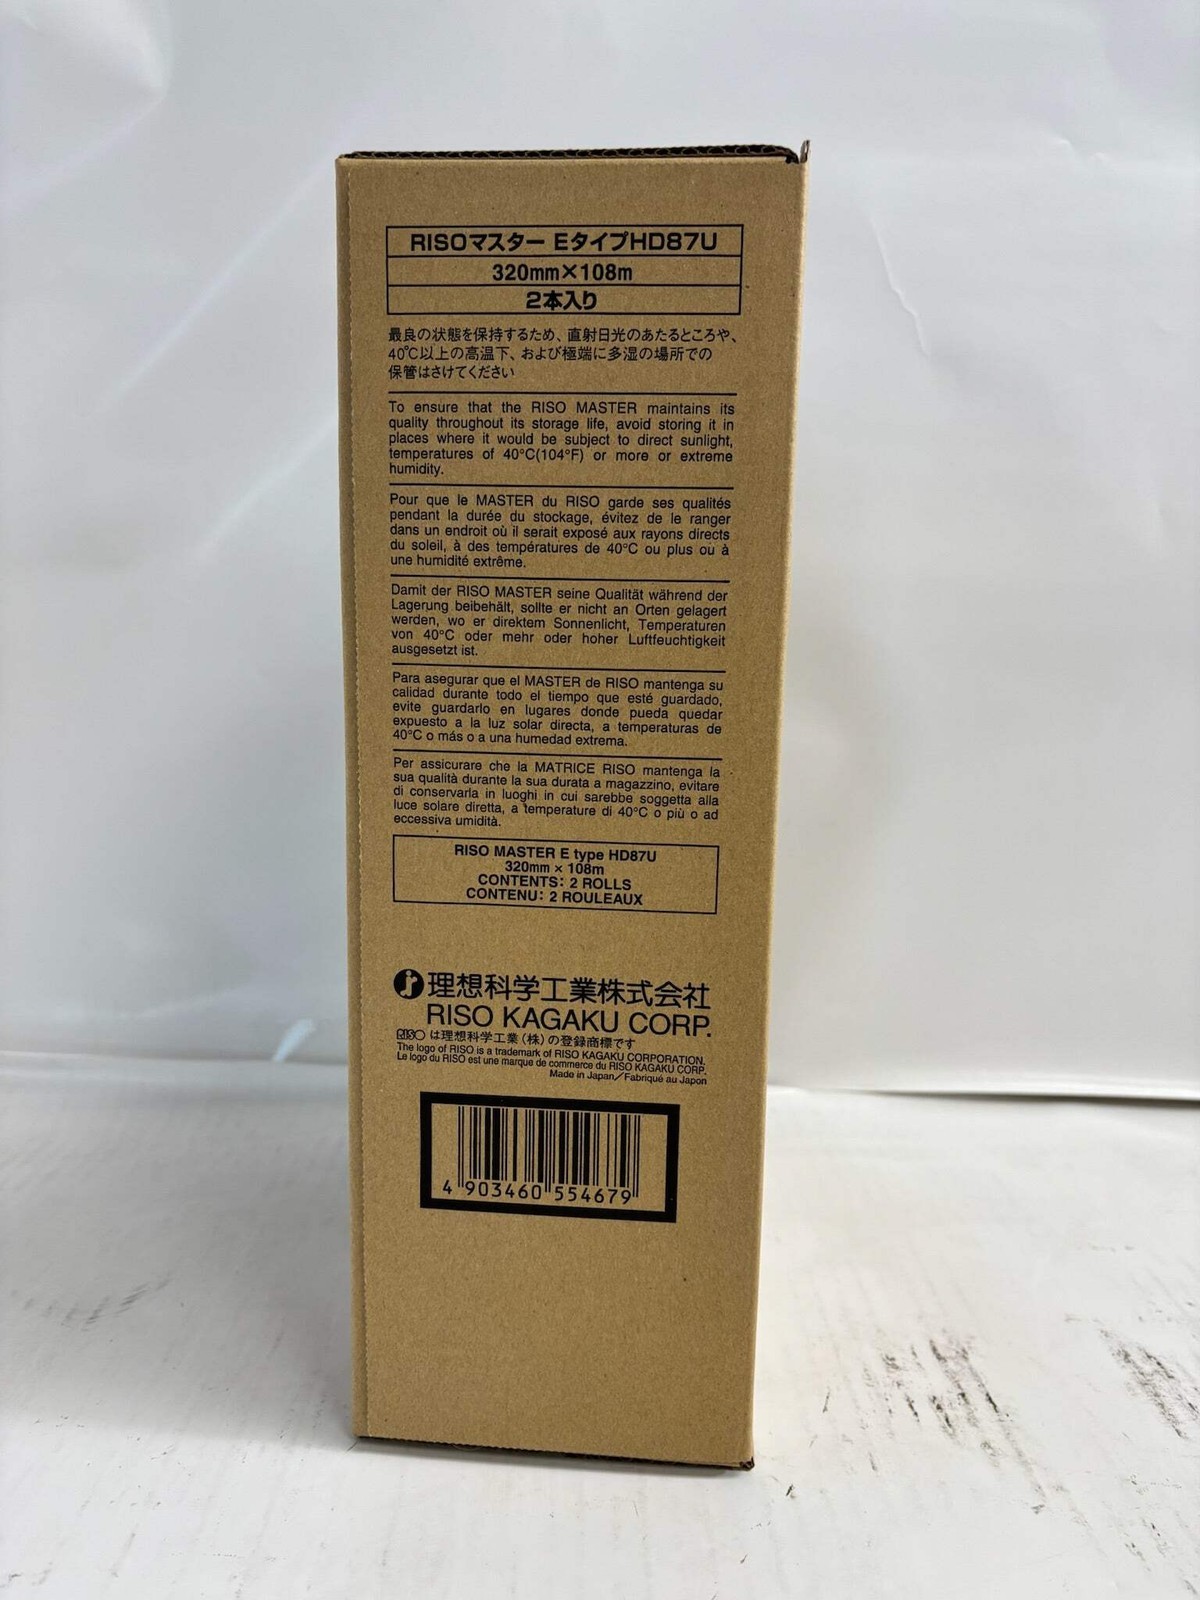 RISOマスター EタイプHD87U
320mm×108m
2本入り
最良の状態を保持するため、直射日光のあたるところや、
40℃以上の高温下、および極端に多湿の場所での
保管はさけてください
To ensure that the RISO MASTER maintains its
quality throughout its storage life, avoid storing it in
places where it would be subject to direct sunlight,
temperatures of 40°C(104°F) or more or extreme
humidity.
Pour que le MASTER du RISO garde ses qualités
pendant la durée du stockage, évitez de le ranger
dans un endroit où il serait exposé aux rayons directs
du soleil, à des températures de 40°C ou plus ou à
une humidité extrême.
Damit der RISO MASTER seine Qualität während der
Lagerung beibehält, sollte er nicht an Orten gelagert
werden, wo er direktem Sonnenlicht, Temperaturen
von 40°C oder mehr oder hoher Luftfeuchtigkeit
ausgesetzt ist.
Para asegurar que el MASTER de RISO mantenga su
calidad durante todo el tiempo que esté guardado,
evite guardarlo en lugares donde pueda quedar
expuesto a la luz solar directa, a temperaturas de
40°C o más o a una humedad extrema.
Per assicurare che la MATRICE RISO mantenga la
sua qualità durante la sua durata a magazzino, evitare
di conservarla in luoghi in cui sarebbe soggetta alla
luce solare diretta, a temperature di 40°C o più o ad
eccessiva umidità.
RISO MASTER E type HD87U
320mm × 108m
CONTENTS: 2 ROLLS
CONTENU: 2 ROULEAUX
理想科学工業株式会社
RISO KAGAKU CORP.
RISO は理想科学工業(株)の登録商標です
The logo of RISO is a trademark of RISO KAGAKU CORPORATION.
Le logo du RISO est une marque de commerce du RISO KAGAKU CORP.
Made in Japan/Fabriqué au Japon
4 903460 554679